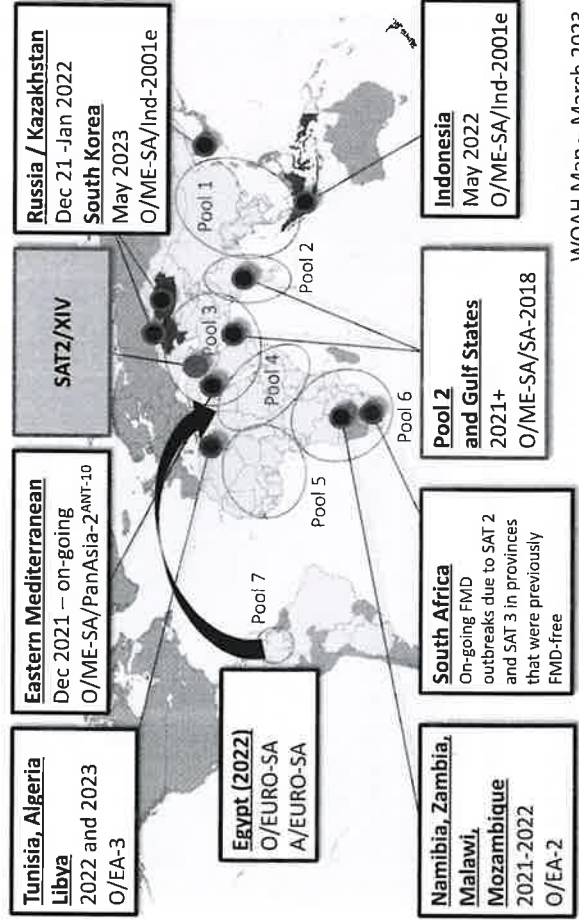 Tunisia, Algeria
Libya
2022 and 2023
O/EA-3
Eastern Mediterranean
Dec 2021 – on-going
O/ME-SA/PanAsia-2ANT-10
SAT2/XIV
Russia / Kazakhstan
Dec 21 -Jan 2022
South Korea
May 2023
O/ME-SA/Ind-2001e
Egypt (2022)
O/EURO-SA
A/EURO-SA
Pool 7
Pool 5
Pool 3
Pool 4
Pool 6
Pool 2
Pool 1
Namibia, Zambia,
Malawi,
Mozambique
2021-2022
O/EA-2
South Africa
On-going FMD
outbreaks due to SAT 2
and SAT 3 in provinces
that were previously
FMD-free
Pool 2
and Gulf States
2021+
O/ME-SA/SA-2018
Indonesia
May 2022
O/ME-SA/Ind-2001e
WOAH Map - March 2023